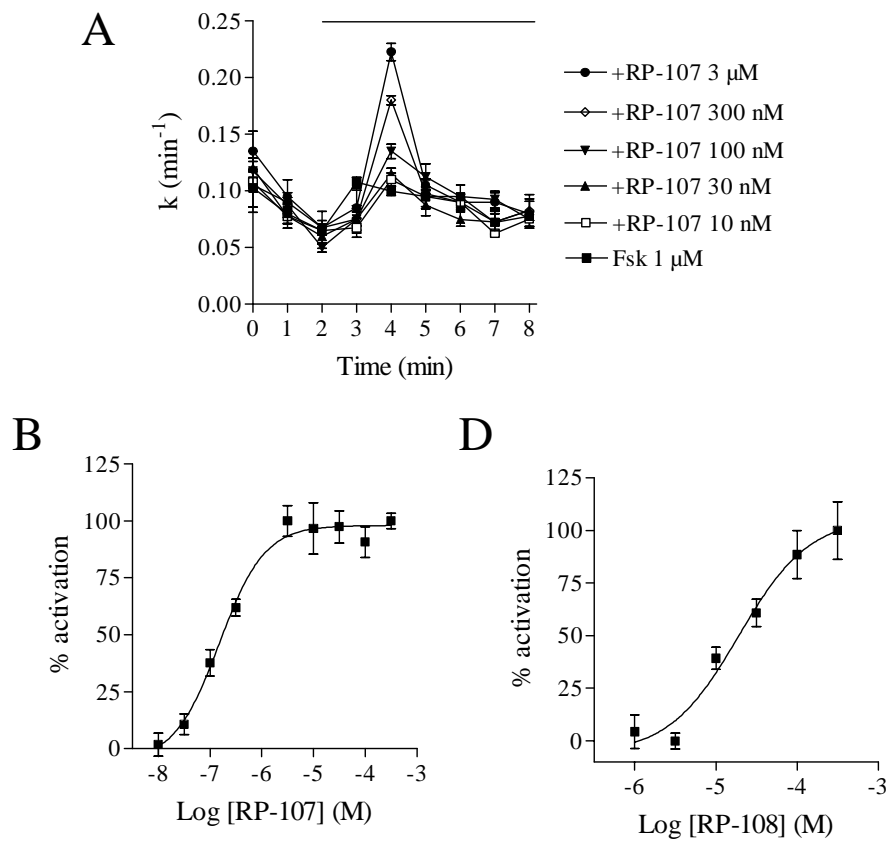 A
0.25
0.20
0.15
0.10
0.05
0.00
k (min⁻¹)
0 1 2 3 4 5 6 7 8
Time (min)
+RP-107 3 µM
+RP-107 300 nM
+RP-107 100 nM
+RP-107 30 nM
+RP-107 10 nM
Fsk 1 µM
B
125
100
75
50
25
0
% activation
-8 -7 -6 -5 -4 -3
Log [RP-107] (M)
D
125
100
75
50
25
0
% activation
-6 -5 -4 -3
Log [RP-108] (M)